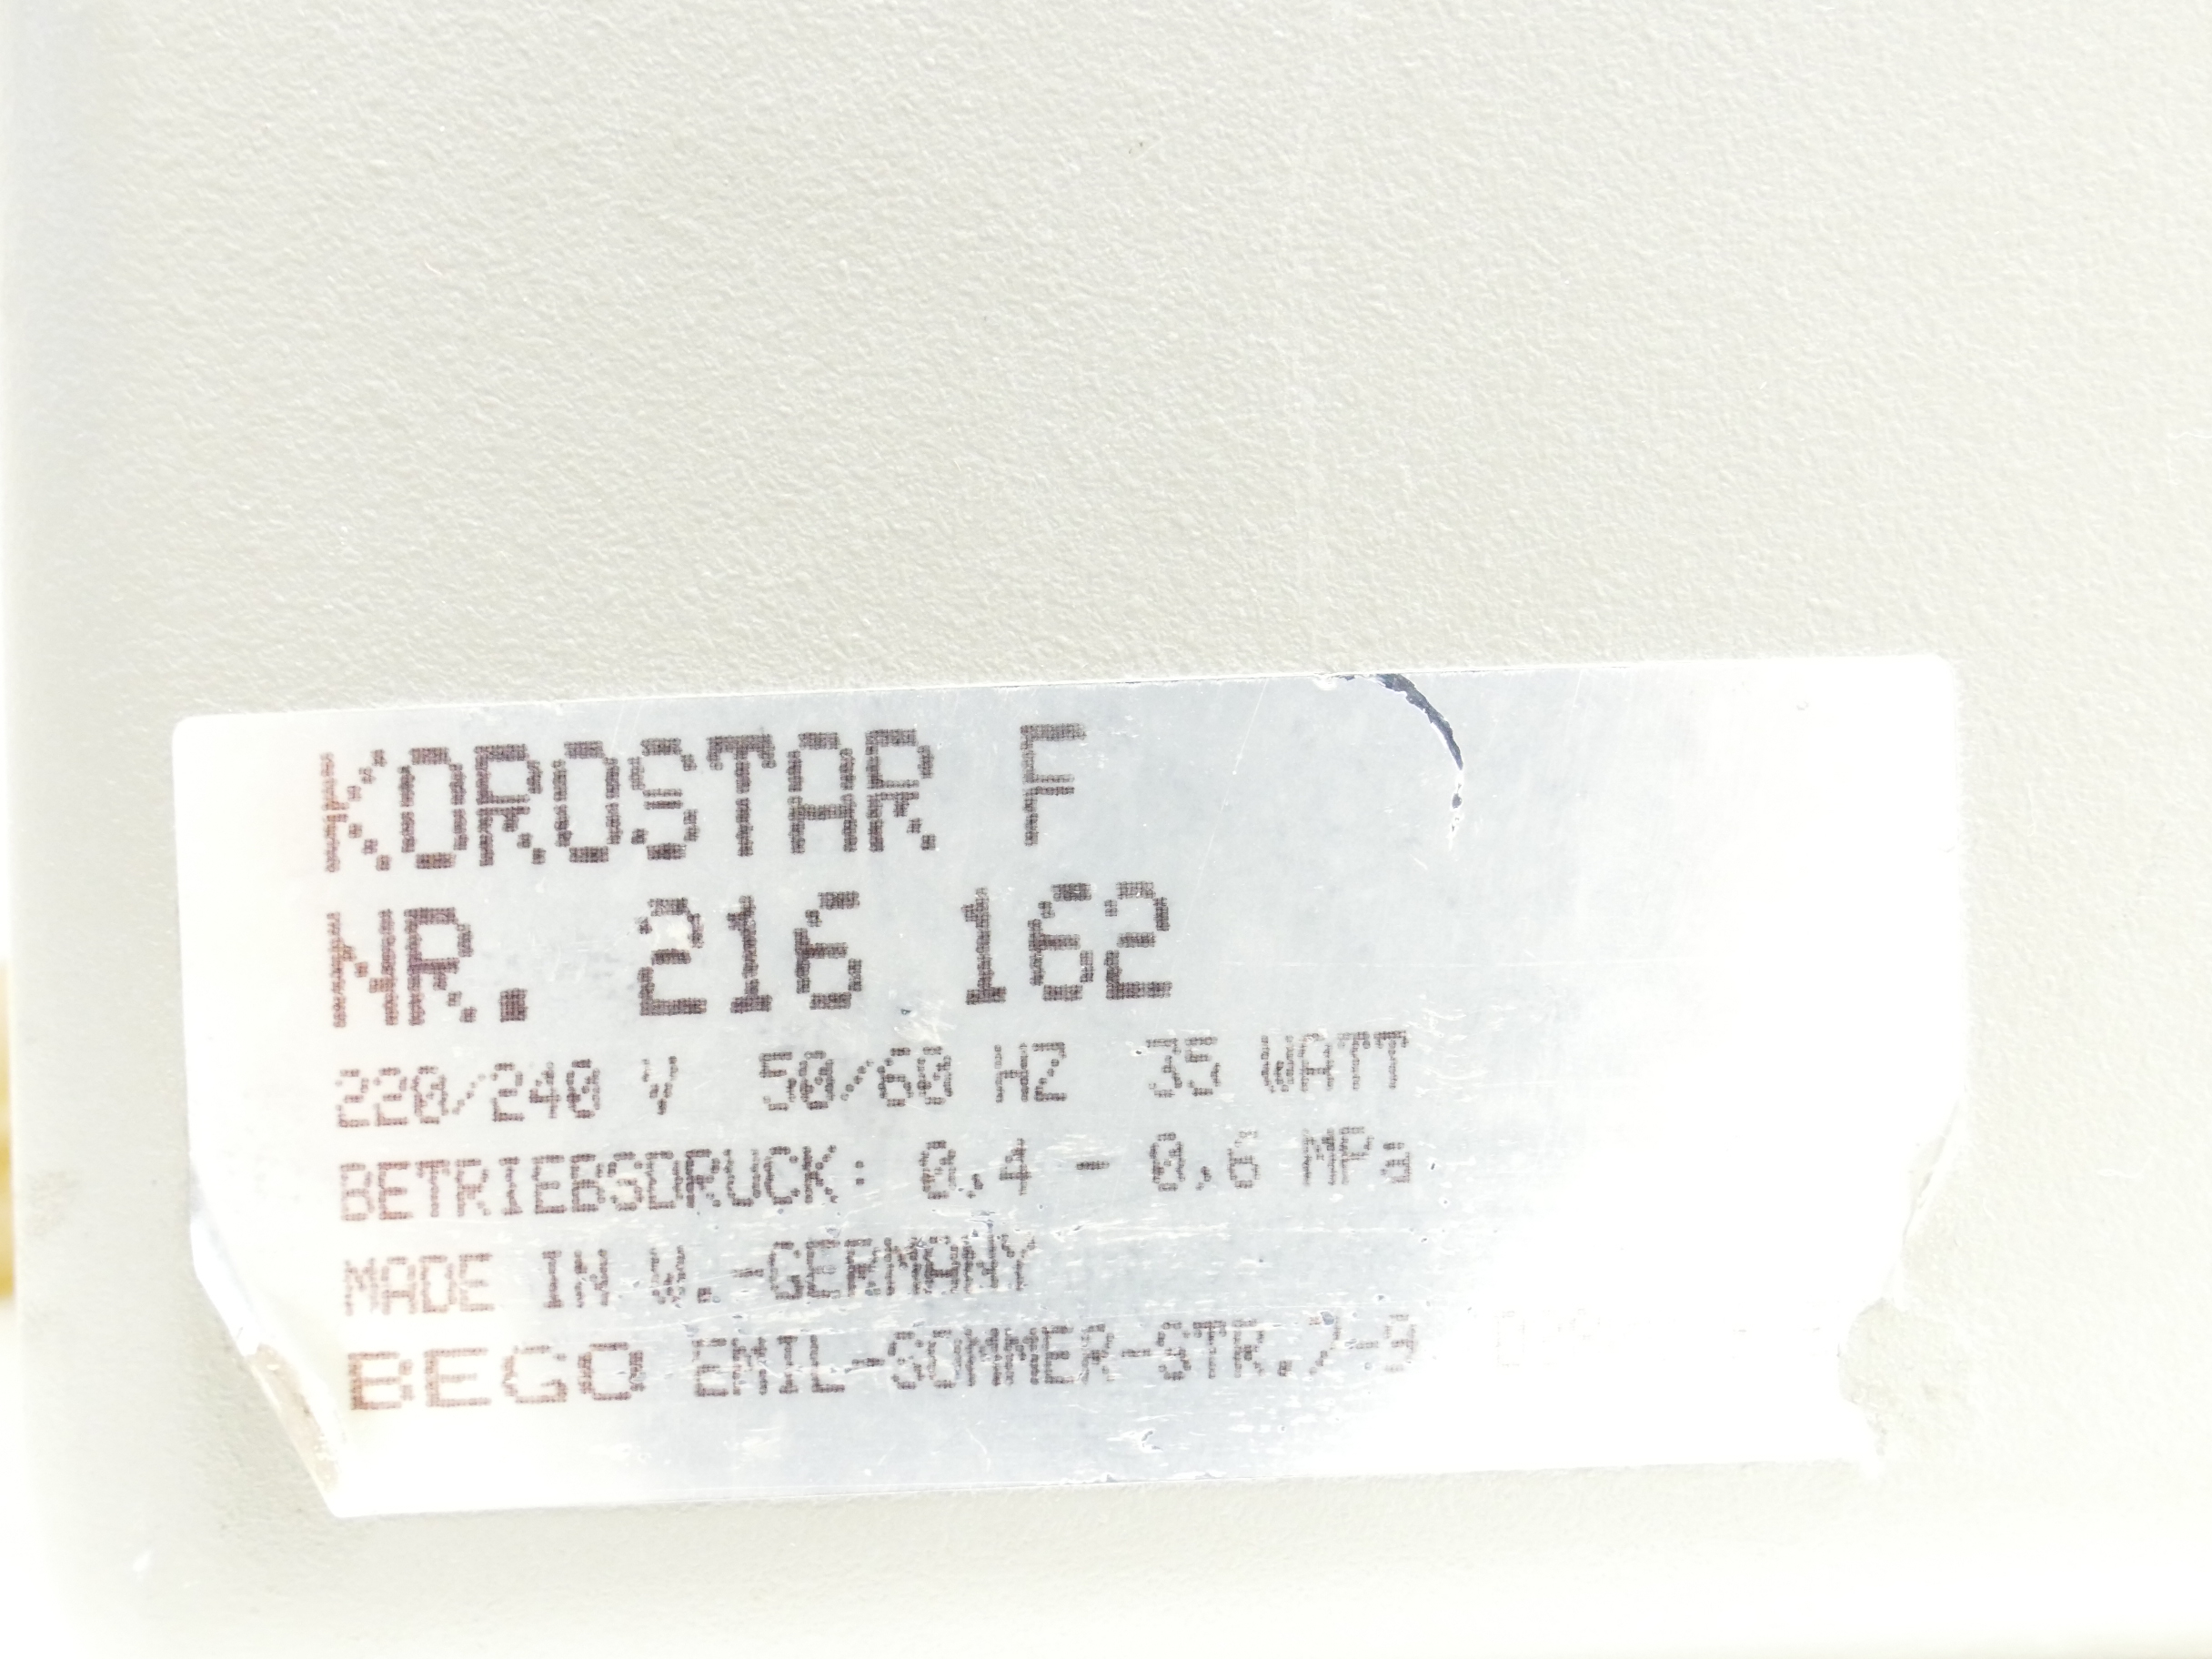 KOROSTAR F
NR. 216 162
220/240 V 50/60 HZ 35 WATT
BETRIEBSDRUCK: 0,4 - 0,6 MPa
MADE IN W.-GERMANY
BEGO EMIL-SOMMER-STR.7-9